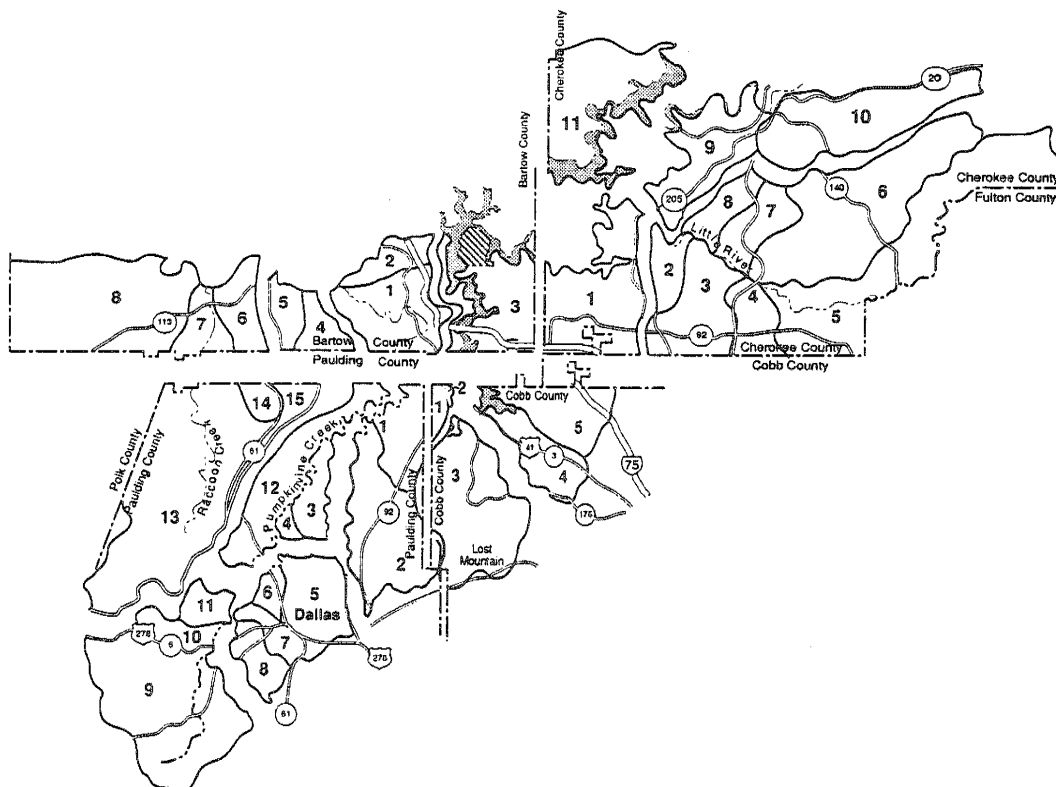 Cherokee County
Bartow County
11
20
10
9
140
6
Cherokee County
Fulton County
205
8
7
Little River
2
1
3
4
5
92
Cherokee County
Cobb County
8
113
7
6
5
4
2
1
3
Bartow County
Paulding County
14
15
1
2
1
Cobb County
5
75
41
3
4
176
Polk County
Paulding County
Raccoon Creek
61
13
12
Pumpkinvine Creek
4
3
92
2
Paulding County
Cobb County
3
Lost
Mountain
11
6
5
Dallas
278
6
10
7
278
8
9
61